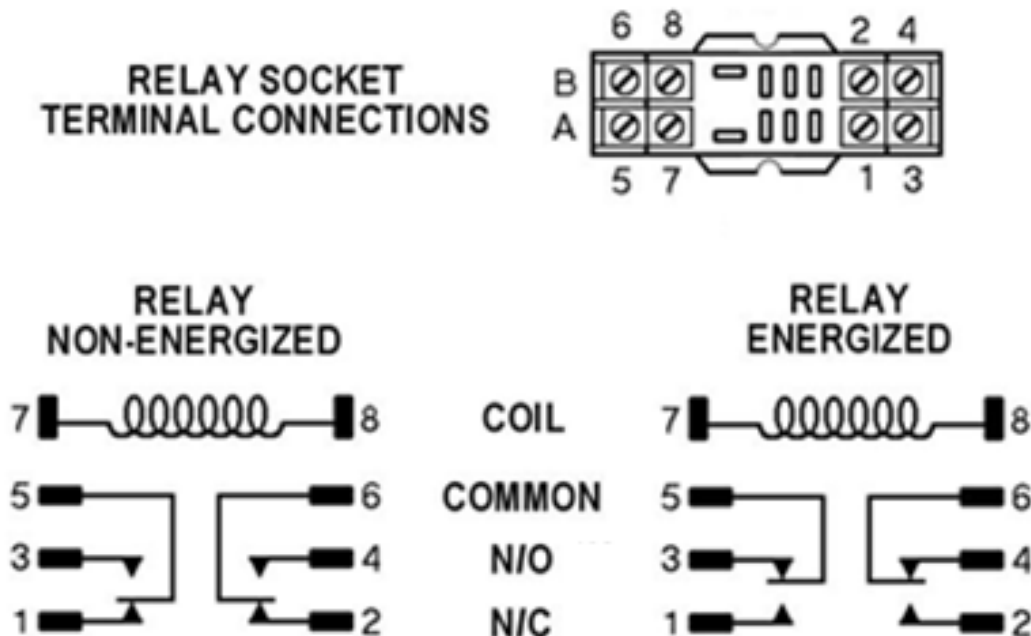 6 8 2 4
RELAY SOCKET
TERMINAL CONNECTIONS
B
A
5 7 1 3
RELAY
NON-ENERGIZED
RELAY
ENERGIZED
7 8 COIL 7 8
5 6 COMMON 5 6
3 4 N/O 3 4
1 2 N/C 1 2